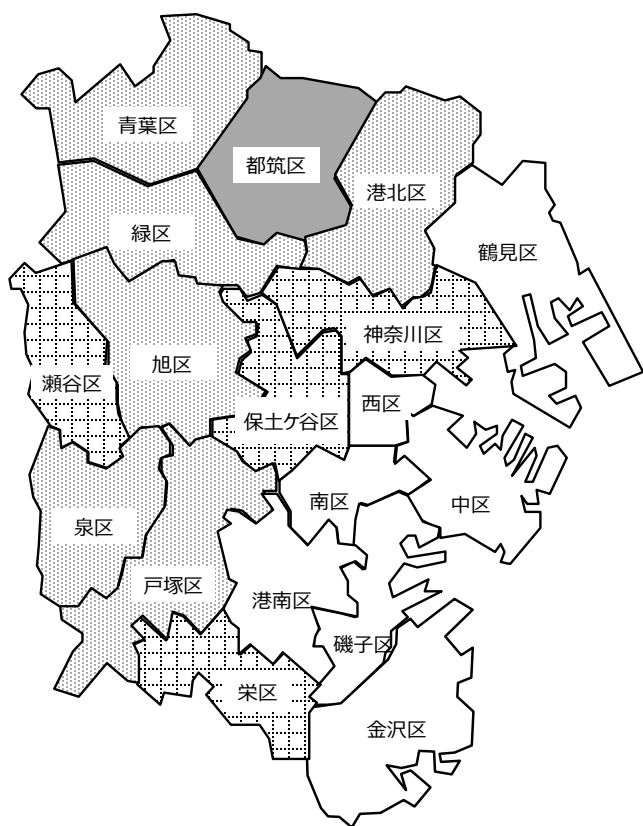 青葉区
都筑区
港北区
緑区
鶴見区
神奈川区
旭区
瀬谷区
西区
保土ケ谷区
南区
中区
泉区
戸塚区
港南区
磯子区
栄区
金沢区